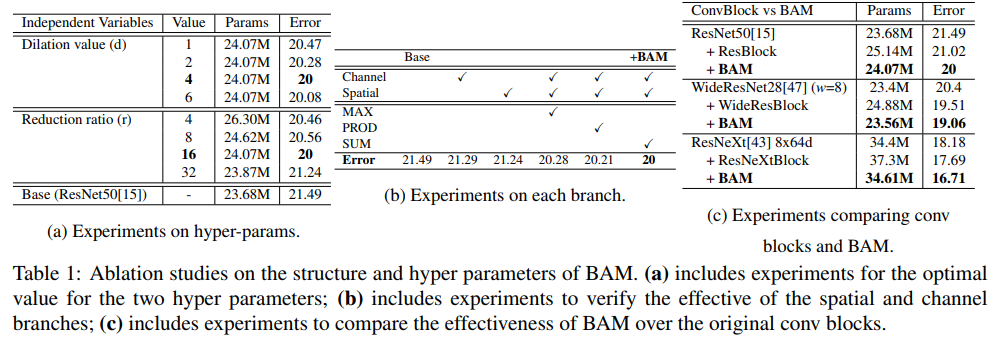 Independent Variables Value Params Error
Dilation value (d) 1 24.07M 20.47
2 24.07M 20.28
4 24.07M 20
6 24.07M 20.08
Reduction ratio (r) 4 26.30M 20.46
8 24.62M 20.56
16 24.07M 20
32 23.87M 21.24
Base (ResNet50[15]) - 23.68M 21.49
(a) Experiments on hyper-params.
Base +BAM
Channel ✓ ✓ ✓ ✓
Spatial ✓ ✓ ✓ ✓
MAX ✓
PROD ✓
SUM ✓
Error 21.49 21.29 21.24 20.28 20.21 20
(b) Experiments on each branch.
ConvBlock vs BAM Params Error
ResNet50[15] 23.68M 21.49
+ ResBlock 25.14M 21.02
+ BAM 24.07M 20
WideResNet28[47] (w=8) 23.4M 20.4
+ WideResBlock 24.88M 19.51
+ BAM 23.56M 19.06
ResNeXt[43] 8x64d 34.4M 18.18
+ ResNeXtBlock 37.3M 17.69
+ BAM 34.61M 16.71
(c) Experiments comparing conv
blocks and BAM.
Table 1: Ablation studies on the structure and hyper parameters of BAM. (a) includes experiments for the optimal
value for the two hyper parameters; (b) includes experiments to verify the effective of the spatial and channel
branches; (c) includes experiments to compare the effectiveness of BAM over the original conv blocks.